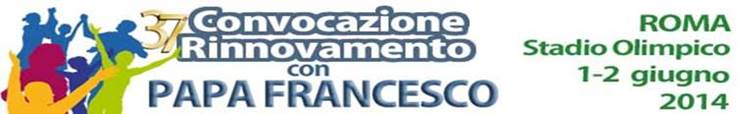 37 Convocazione
Rinnovamento
con
PAPA FRANCESCO
ROMA
Stadio Olimpico
1-2 giugno
2014